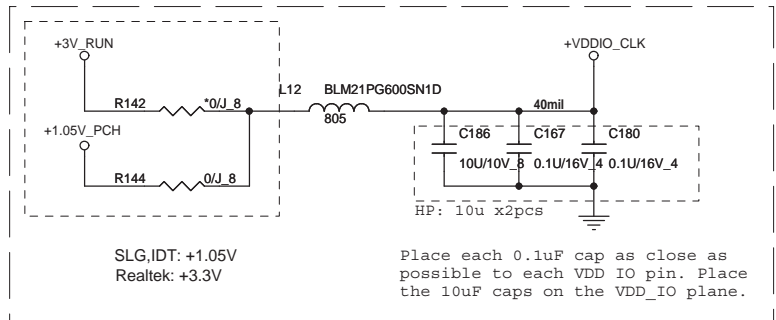 +3V_RUN
+VDDIO_CLK
L12 BLM21PG600SN1D
R142 *0/J_8
805
40mil
+1.05V_PCH
C186 C167 C180
10U/10V_8 0.1U/16V_4 0.1U/16V_4
R144 0/J_8
HP: 10u x2pcs
SLG,IDT: +1.05V
Realtek: +3.3V
Place each 0.1uF cap as close as
possible to each VDD IO pin. Place
the 10uF caps on the VDD_IO plane.